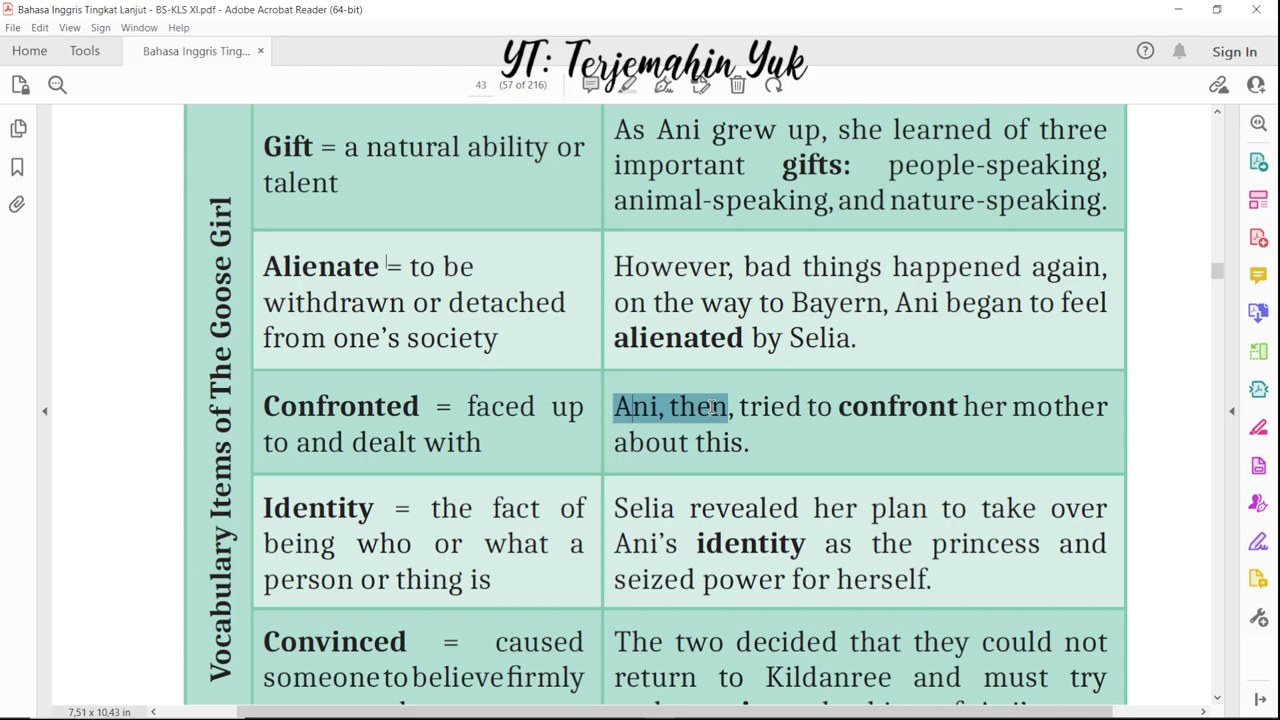 Bahasa Inggris Tingkat Lanjut - BS-KLS XI.pdf - Adobe Acrobat Reader (64-bit)
File Edit View Sign Window Help
Home Tools Bahasa Inggris Ting... × Sign In
YT: Terjemahin Yuk
43 (57 of 216)
Vocabulary Items of The Goose Girl
Gift = a natural ability or
talent
As Ani grew up, she learned of three
important gifts: people-speaking,
animal-speaking, and nature-speaking.
Alienate = to be
withdrawn or detached
from one's society
However, bad things happened again,
on the way to Bayern, Ani began to feel
alienated by Selia.
Confronted = faced up
to and dealt with
Ani, then, tried to confront her mother
about this.
Identity = the fact of
being who or what a
person or thing is
Selia revealed her plan to take over
Ani's identity as the princess and
seized power for herself.
Convinced = caused
someone to believe firmly
The two decided that they could not
return to Kildanree and must try
7,51 x 10,43 in